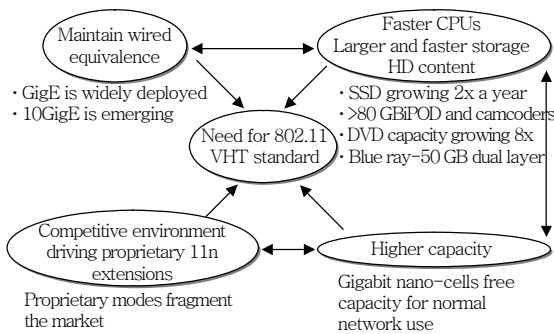 Maintain wired
equivalence
Faster CPUs
Larger and faster storage
HD content
· GigE is widely deployed
· 10GigE is emerging
· SSD growing 2x a year
· >80 GBiPOD and camcoders
· DVD capacity growing 8x
· Blue ray-50 GB dual layer
Need for 802.11
VHT standard
Competitive environment
driving proprietary 11n
extensions
Higher capacity
Proprietary modes fragment
the market
Gigabit nano-cells free
capacity for normal
network use